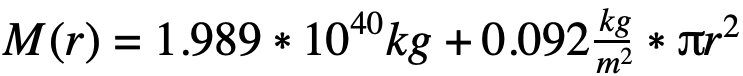 M(r) = 1.989 * 10^40 kg + 0.092 kg/m^2 * πr^2